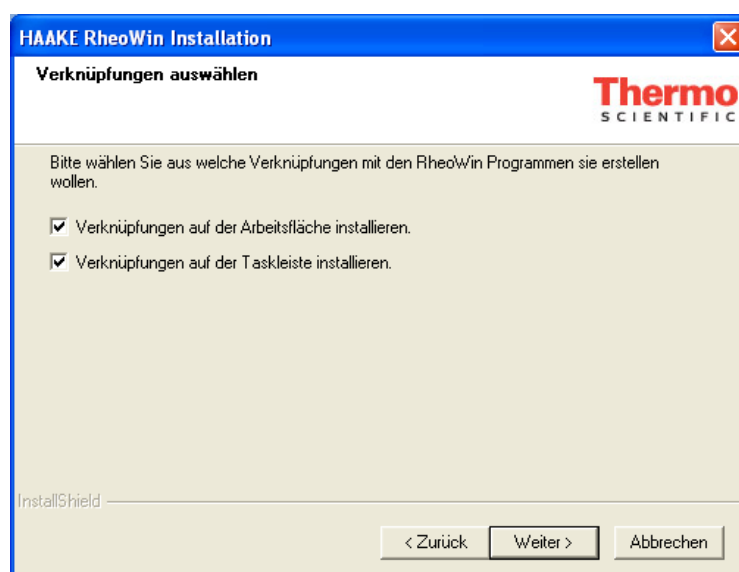 HAAKE RheoWin Installation
Verknüpfungen auswählen
Thermo
SCIENTIFIC
Bitte wählen Sie aus welche Verknüpfungen mit den RheoWin Programmen sie erstellen
wollen.
Verknüpfungen auf der Arbeitsfläche installieren.
Verknüpfungen auf der Taskleiste installieren.
InstallShield
< Zurück
Weiter >
Abbrechen